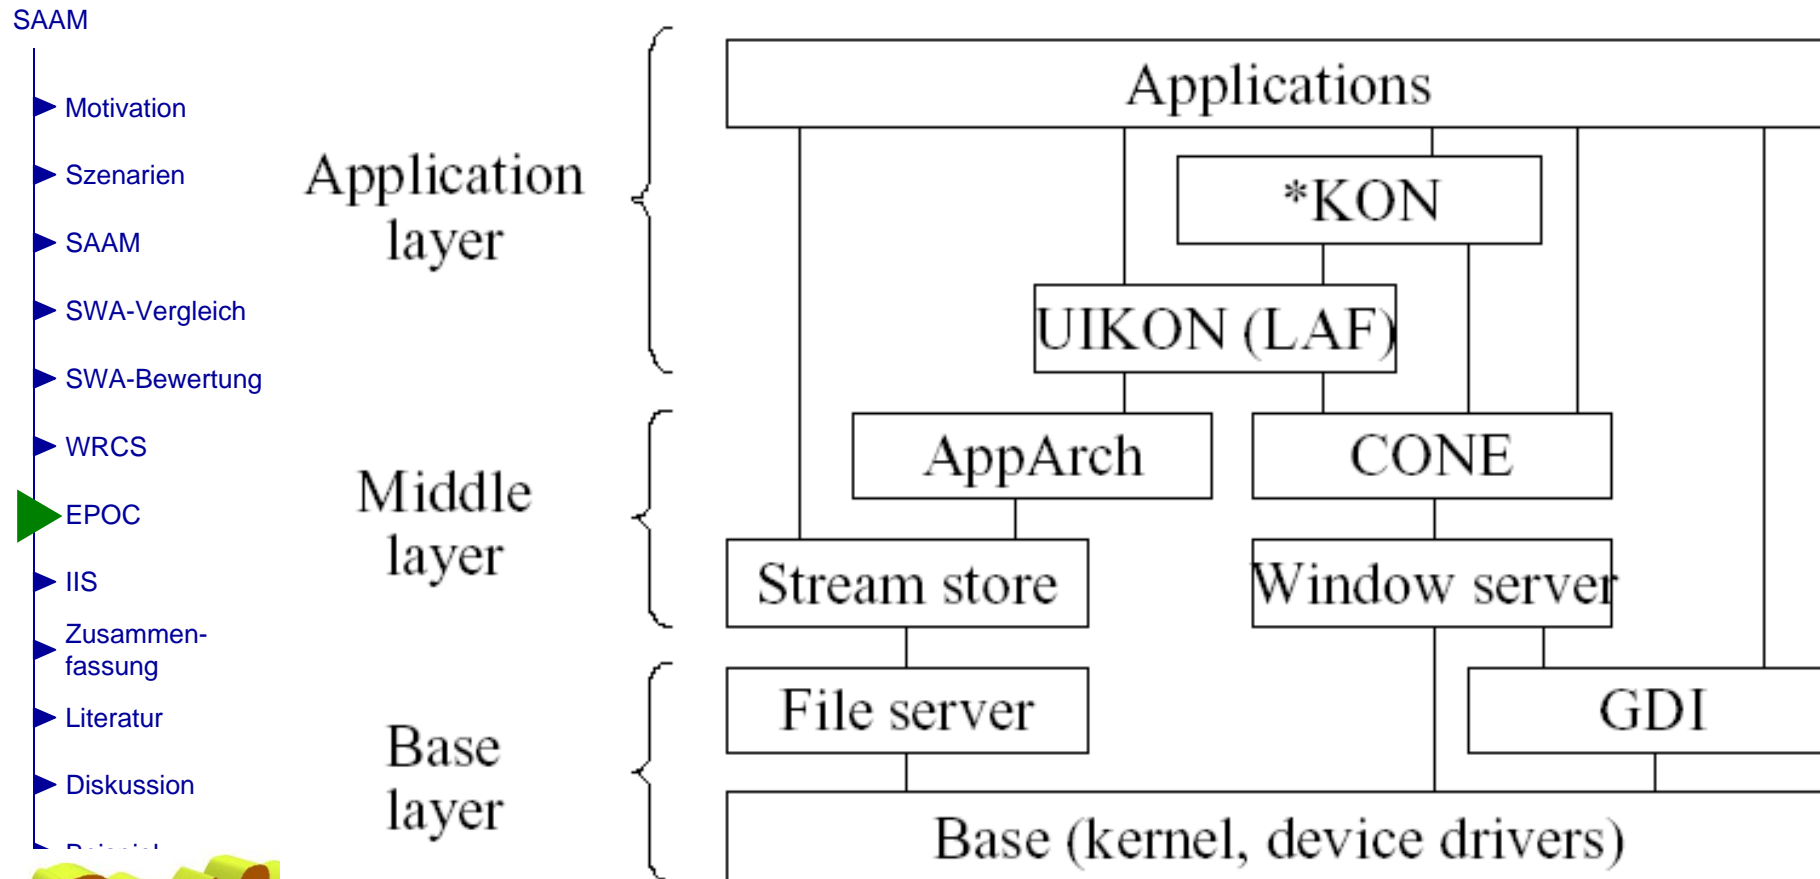 SAAM
Motivation
Szenarien
SAAM
SWA-Vergleich
SWA-Bewertung
WRCS
EPOC
IIS
Zusammen-
fassung
Literatur
Diskussion
Application
layer
Middle
layer
Base
layer
Applications
*KON
UIKON (LAF)
AppArch
CONE
Stream store
Window server
File server
GDI
Base (kernel, device drivers)